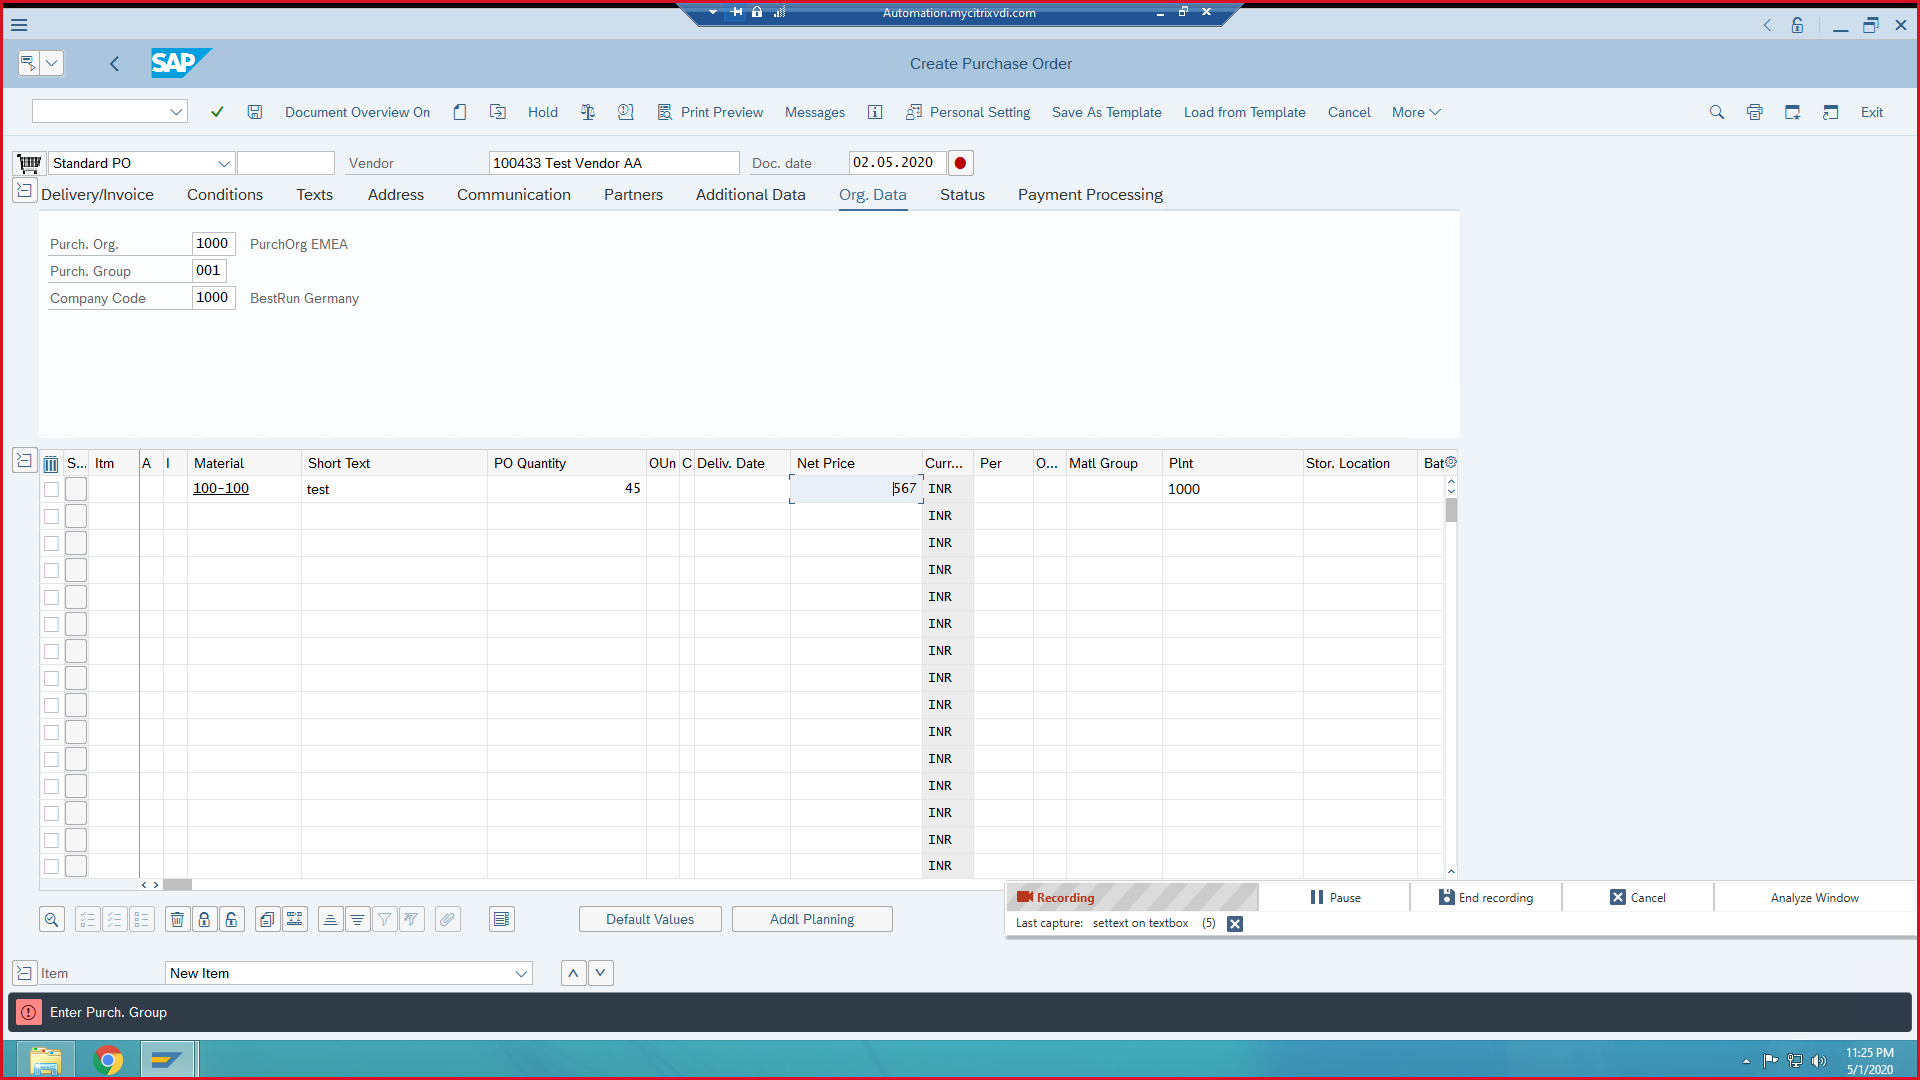 Automation.mycitrixvdi.com
SAP
Create Purchase Order
Document Overview On Hold Print Preview Messages Personal Setting Save As Template Load from Template Cancel More Exit
Standard PO Vendor 100433 Test Vendor AA Doc. date 02.05.2020
Delivery/Invoice Conditions Texts Address Communication Partners Additional Data Org. Data Status Payment Processing
Purch. Org. 1000 PurchOrg EMEA
Purch. Group 001
Company Code 1000 BestRun Germany
S... Itm A I Material Short Text PO Quantity OUn C Deliv. Date Net Price Curr... Per O... Matl Group Plnt Stor. Location Bat
100-100 test 45 567 INR 1000
INR
INR
INR
INR
INR
INR
INR
INR
INR
INR
INR
INR
INR
INR
Recording Pause End recording Cancel Analyze Window
Last capture: settext on textbox (5)
Default Values Addl Planning
Item New Item
Enter Purch. Group
11:25 PM
5/1/2020